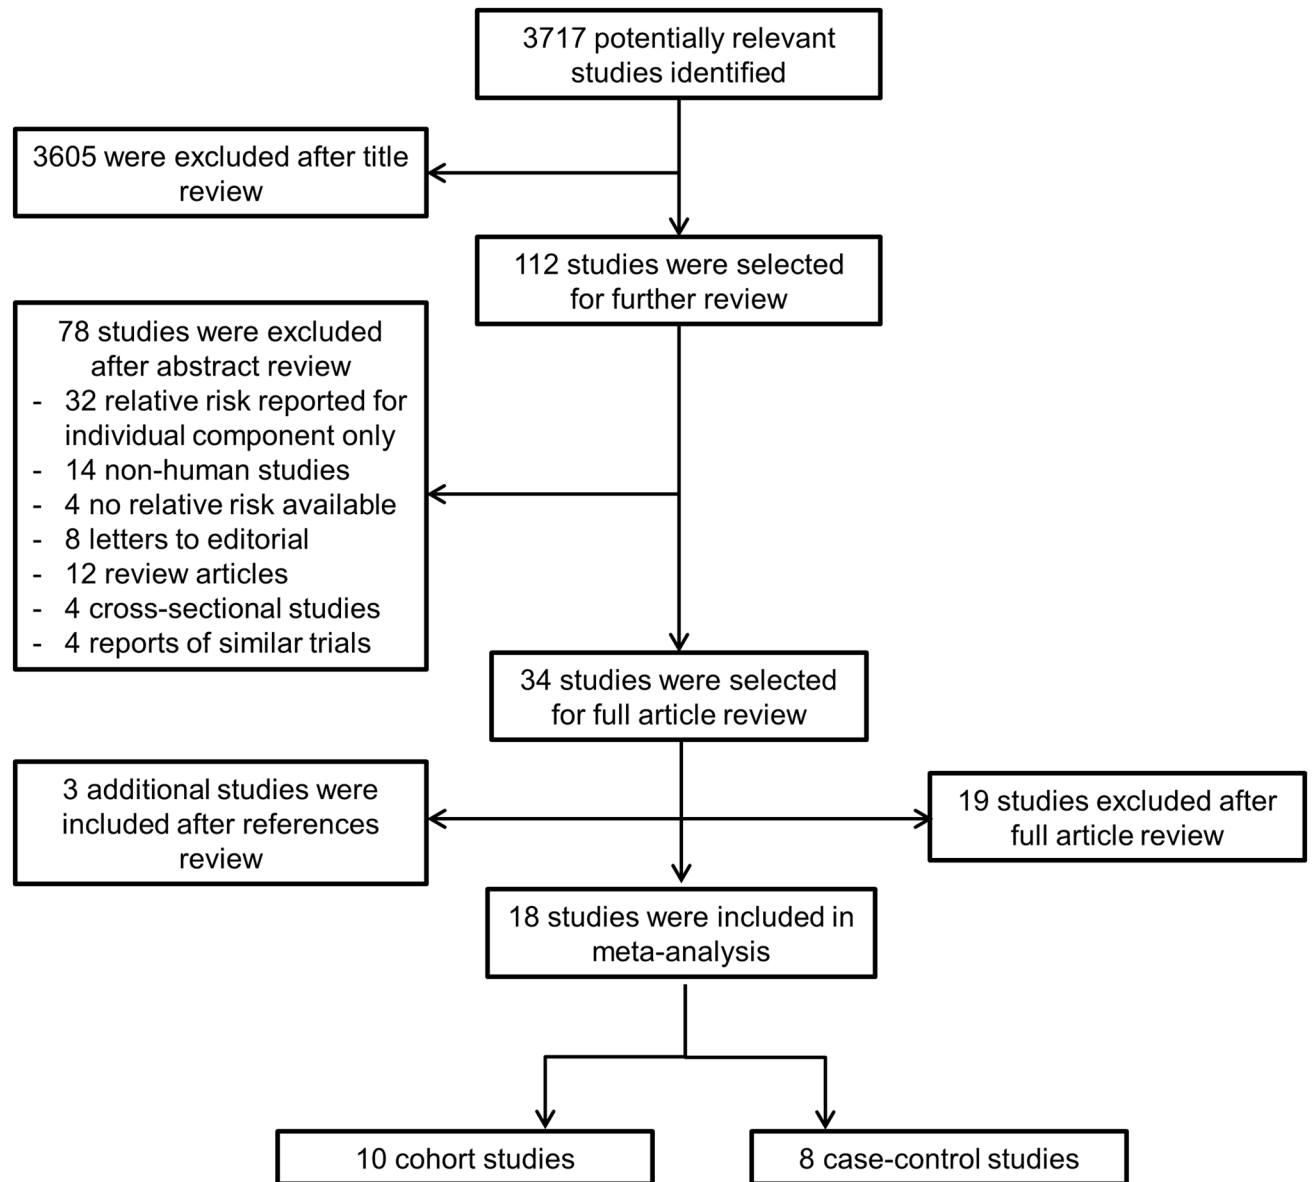 3717 potentially relevant
studies identified
3605 were excluded after title
review
112 studies were selected
for further review
78 studies were excluded
after abstract review
- 32 relative risk reported for
individual component only
- 14 non-human studies
- 4 no relative risk available
- 8 letters to editorial
- 12 review articles
- 4 cross-sectional studies
- 4 reports of similar trials
34 studies were selected
for full article review
3 additional studies were
included after references
review
19 studies excluded after
full article review
18 studies were included in
meta-analysis
10 cohort studies
8 case-control studies